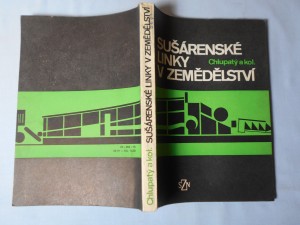 SUŠÁRENSKÉ
LINKY
V ZEMĚDĚLSTVÍ
Chlupatý a kol.
SZN
Chlupatý a kol. SUŠÁRENSKÉ LINKY V ZEMĚDĚLSTVÍ